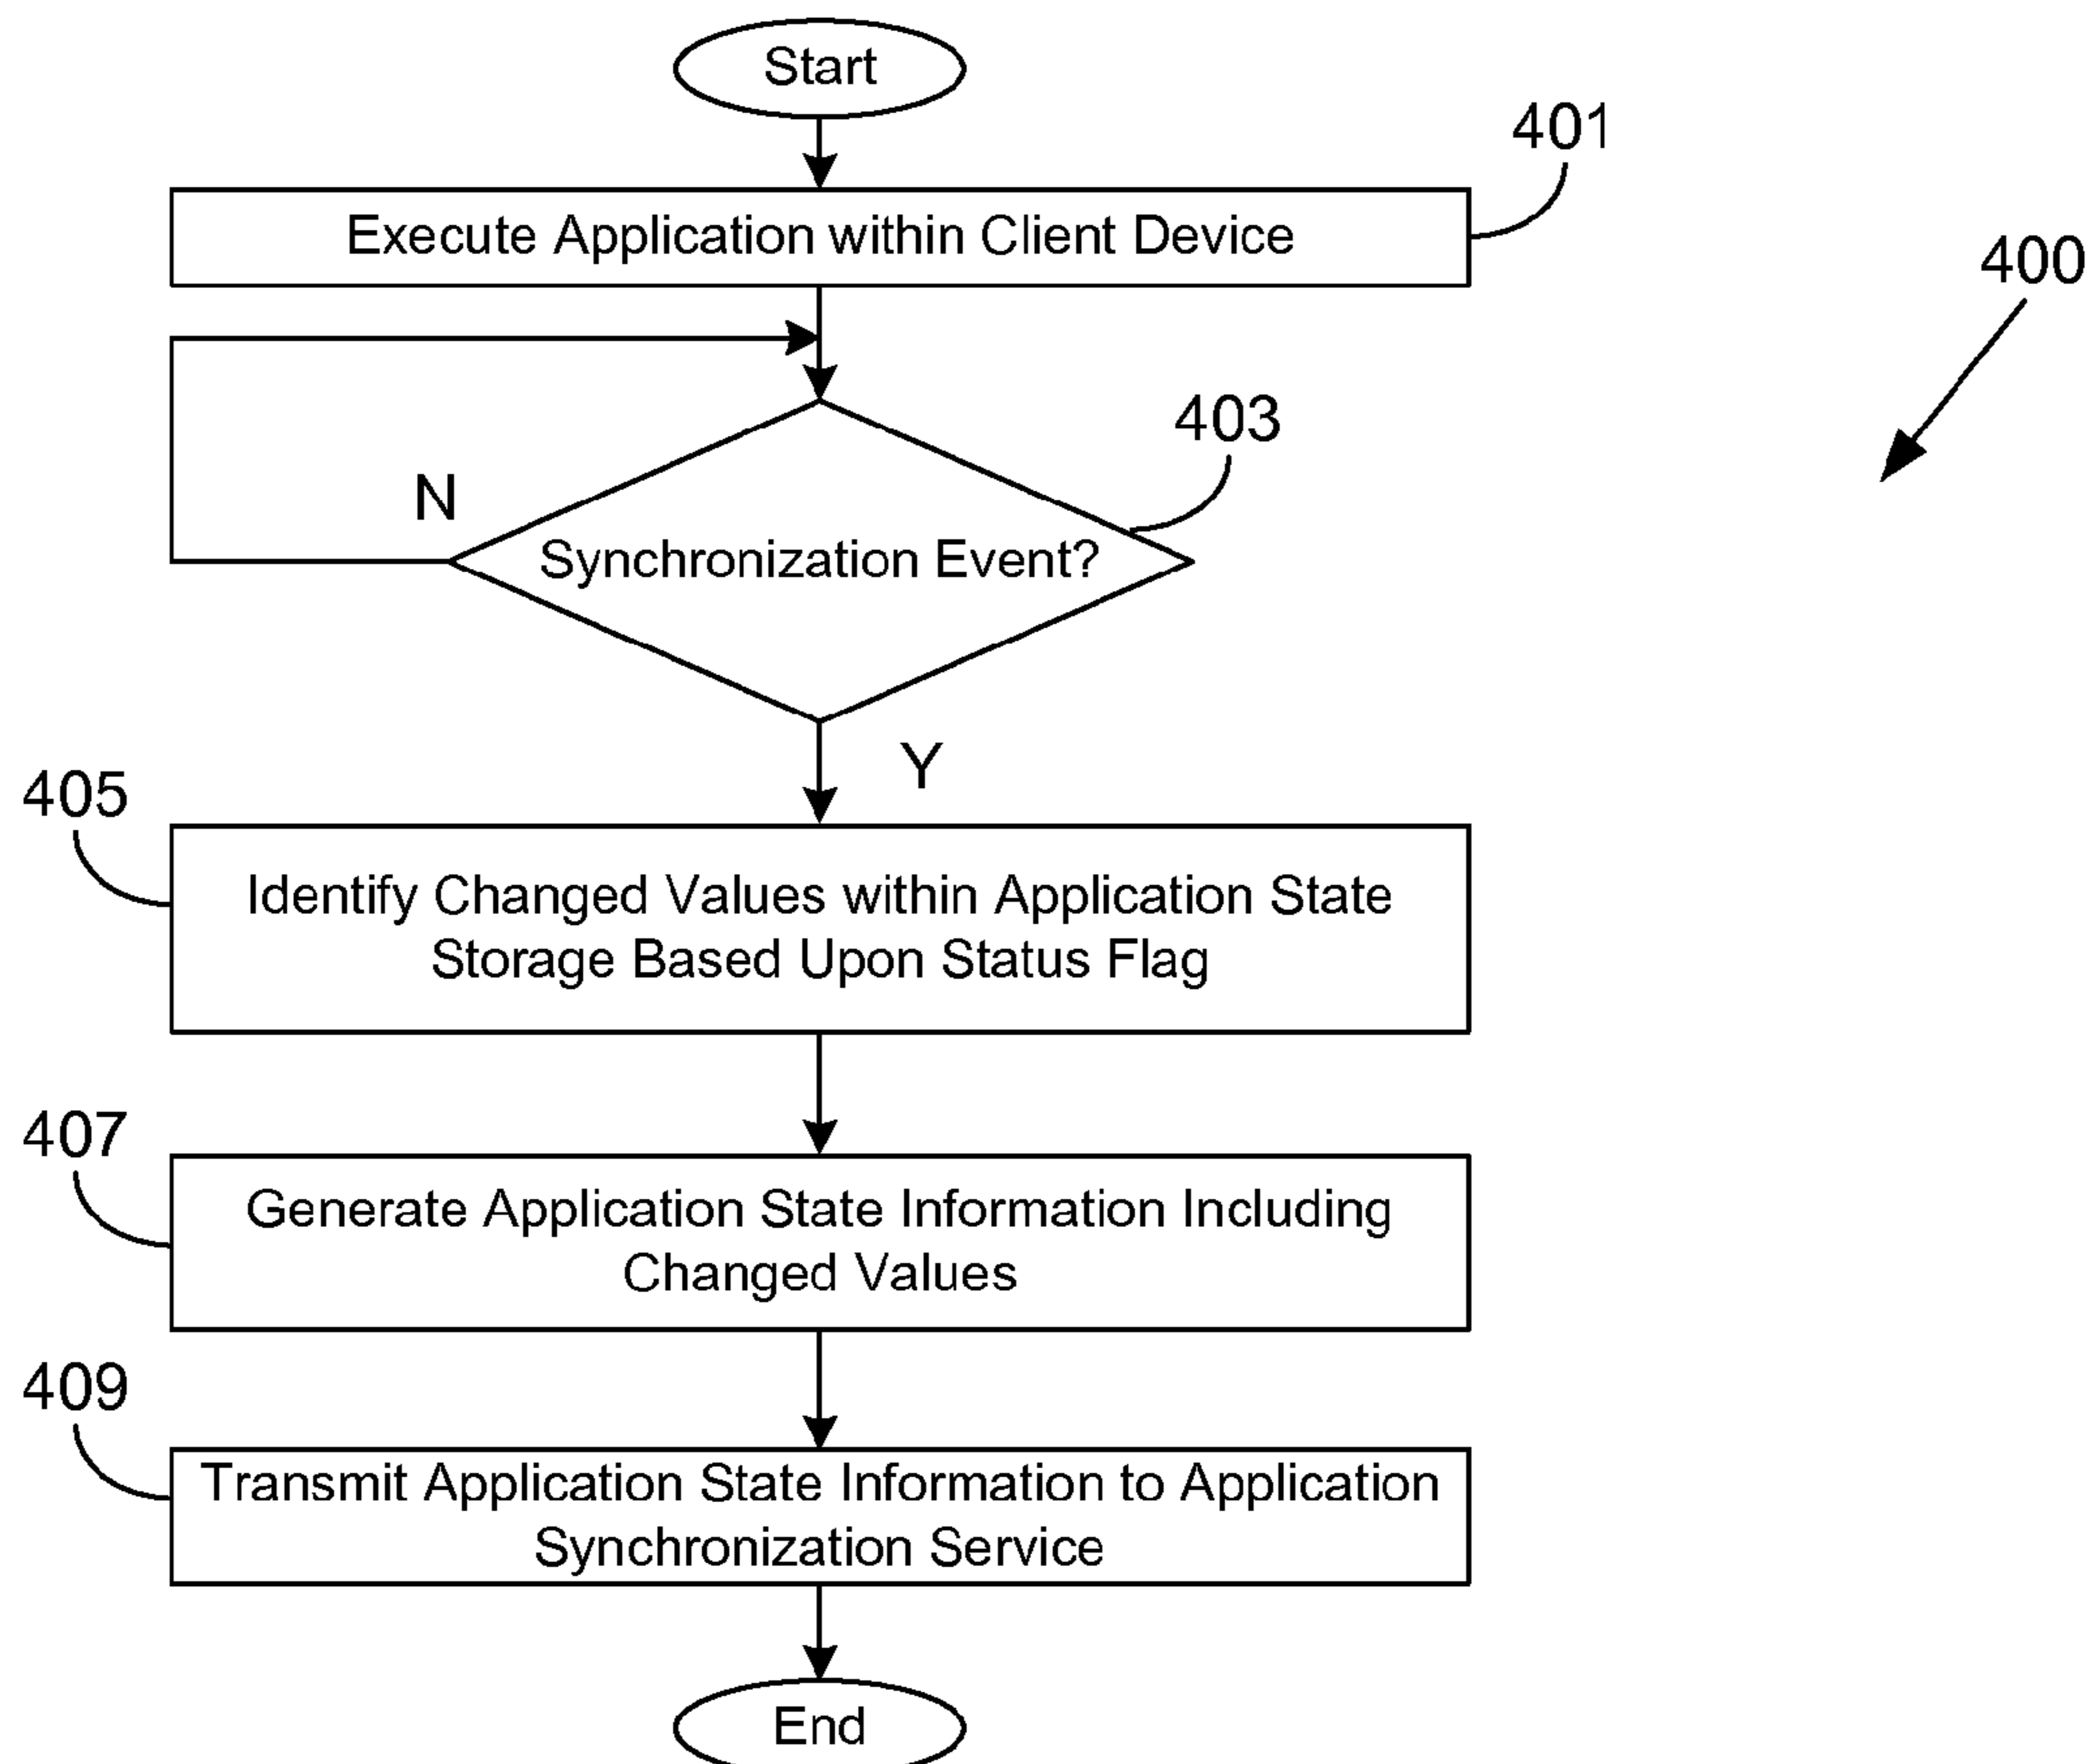 Start
401
Execute Application within Client Device
400
403
N
Synchronization Event?
Y
405
Identify Changed Values within Application State
Storage Based Upon Status Flag
407
Generate Application State Information Including
Changed Values
409
Transmit Application State Information to Application
Synchronization Service
End